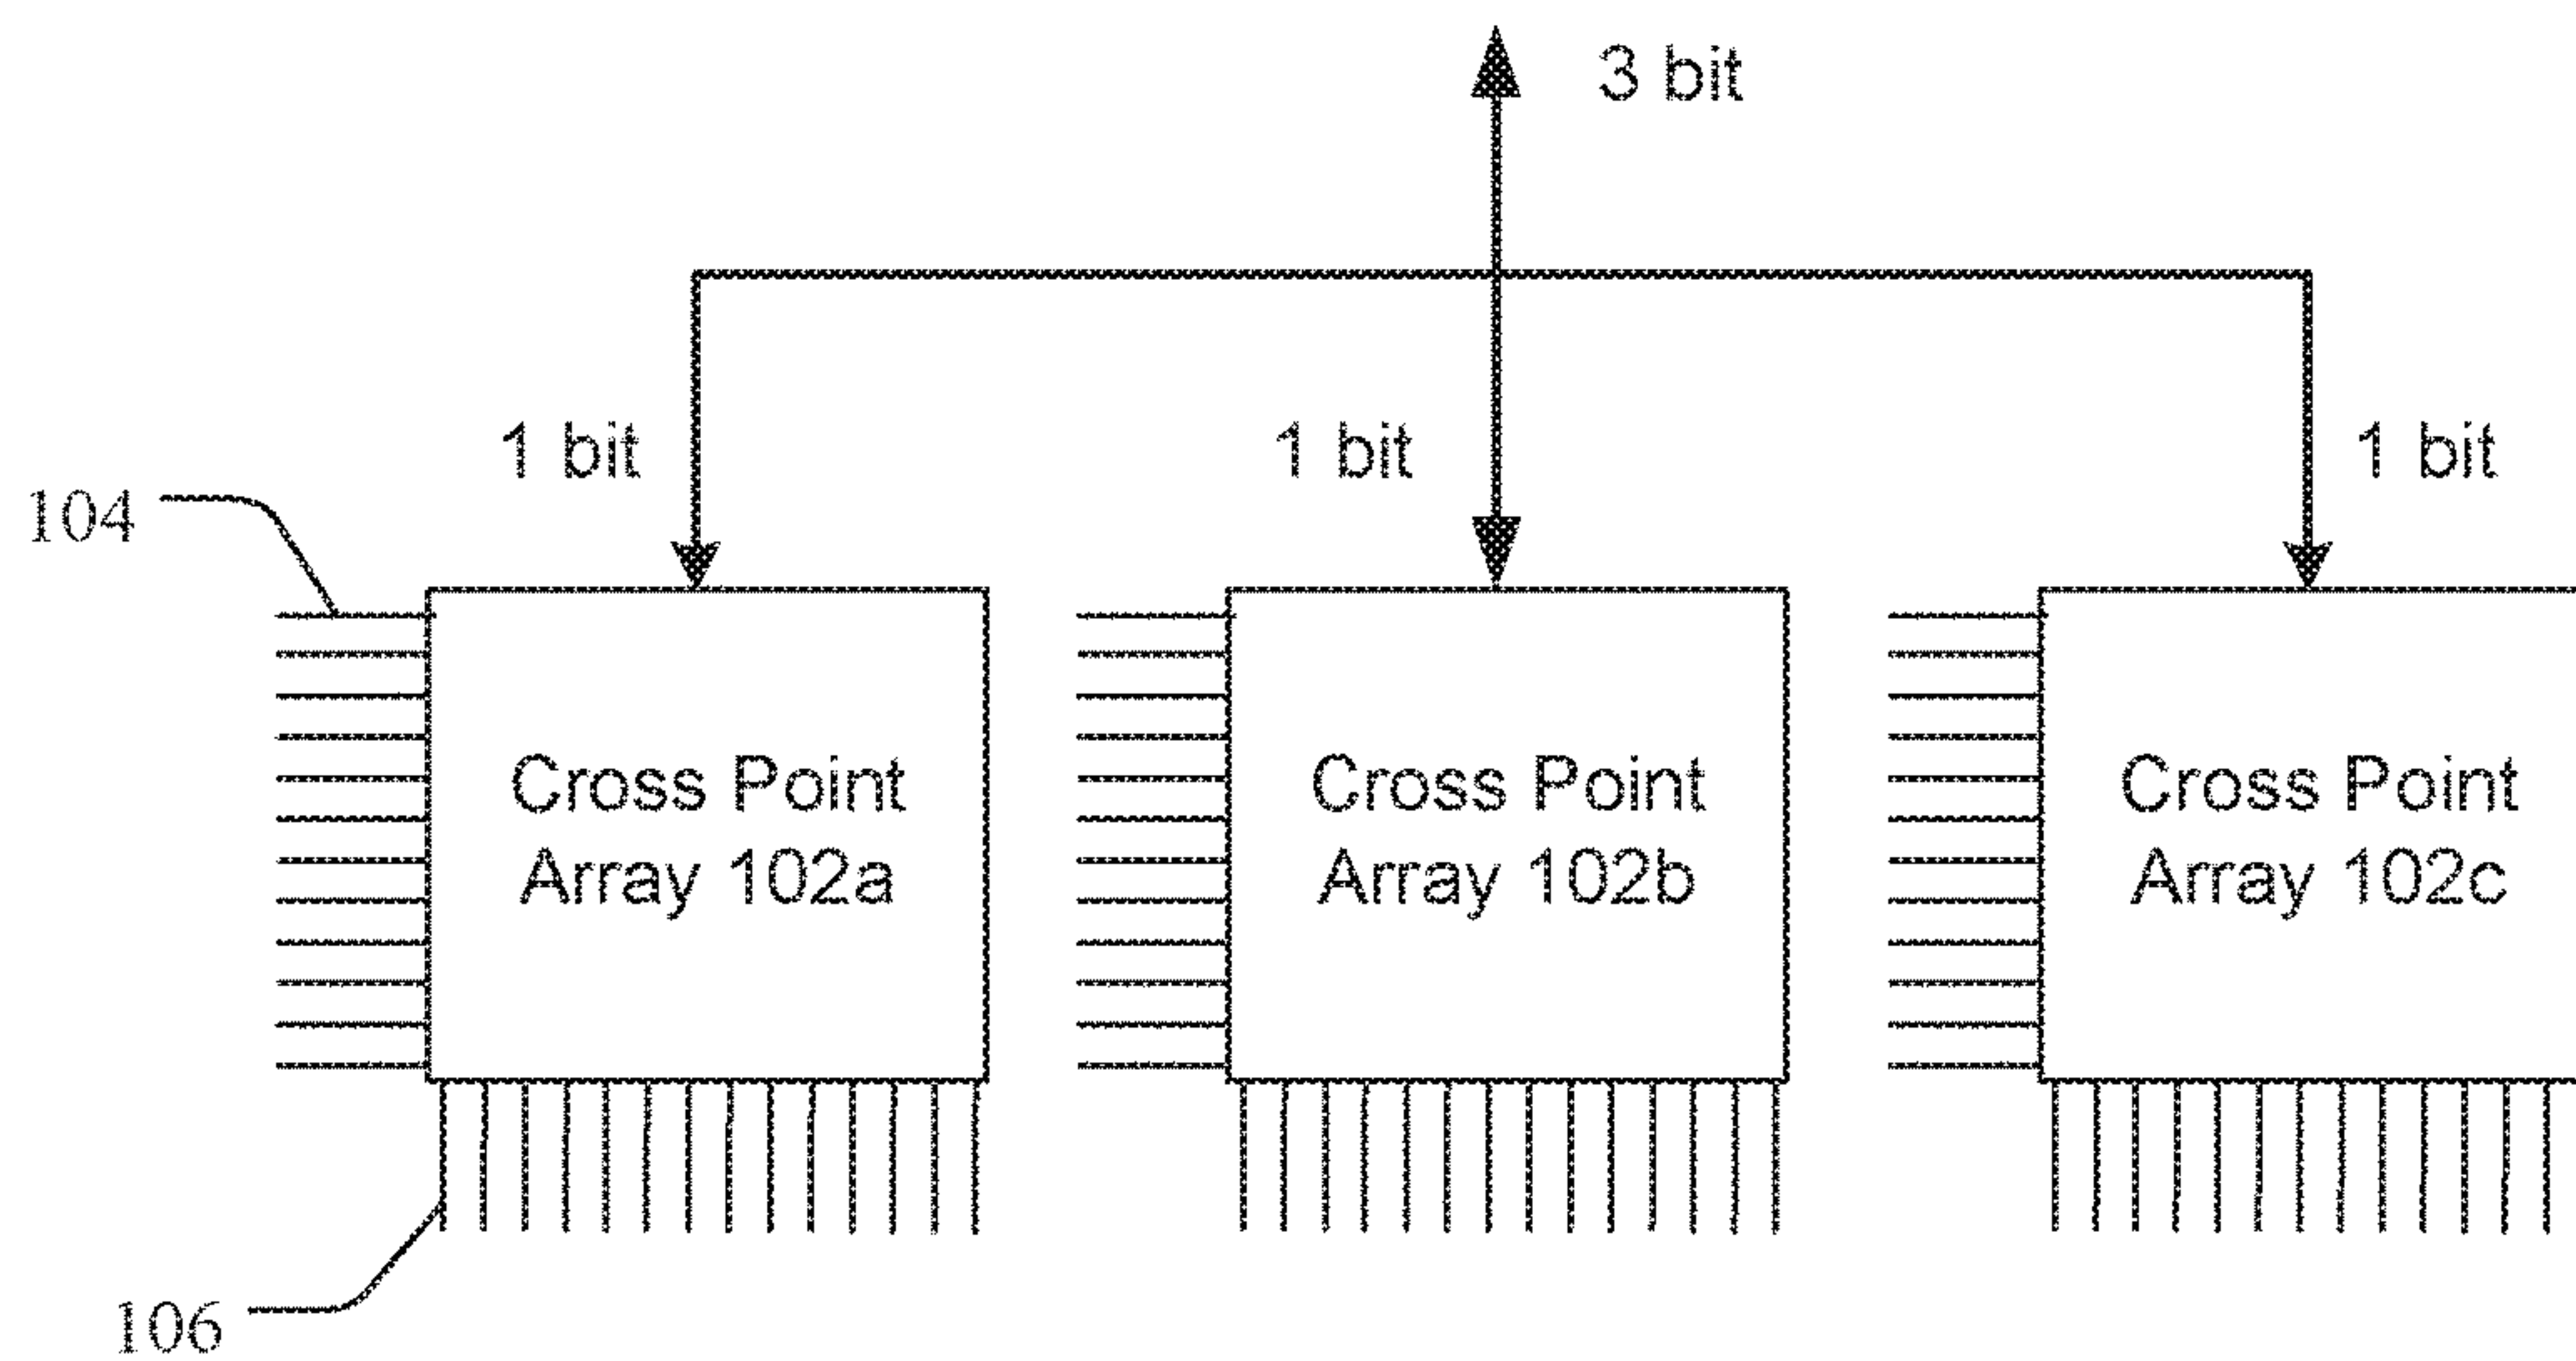 3 bit
1 bit
1 bit
1 bit
104
Cross Point
Array 102a
Cross Point
Array 102b
Cross Point
Array 102c
106